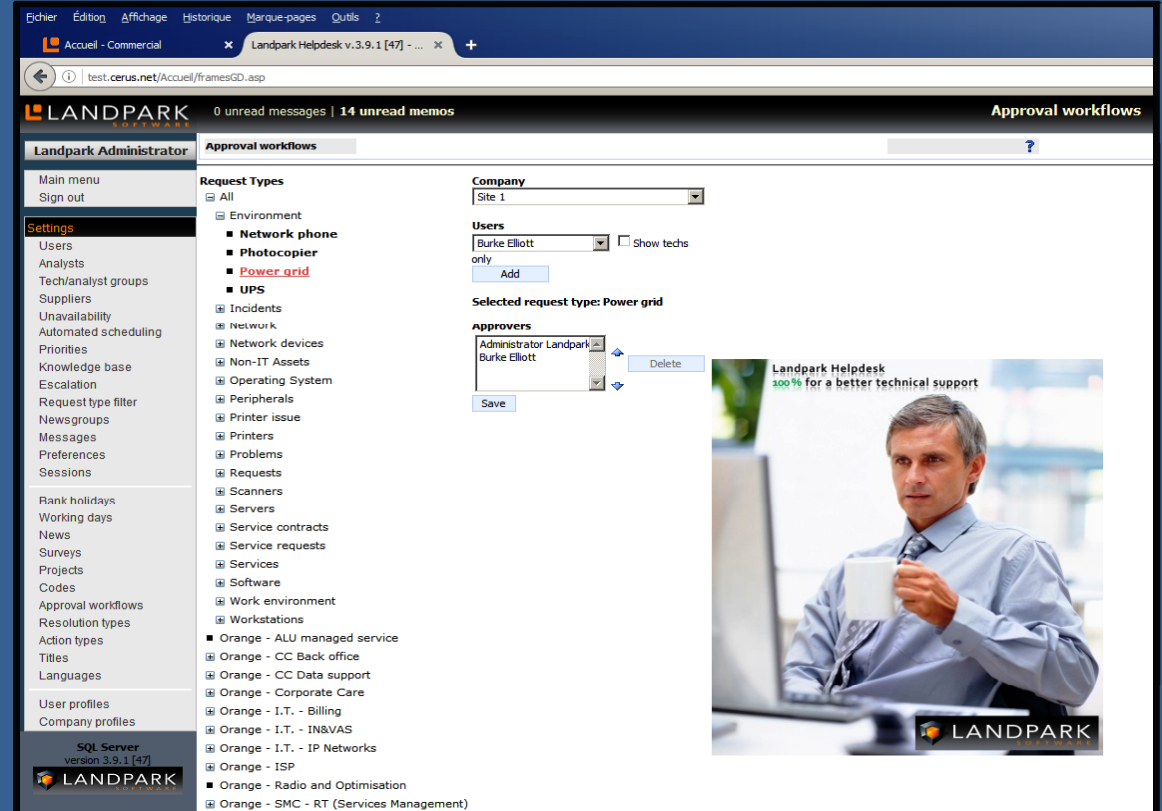 Fichier Édition Affichage Historique Marque-pages Outils ?
Accueil - Commercial
Landpark Helpdesk v.3.9.1 [47] - ...
test.cerus.net/Accueil/framesGD.asp
LANDPARK
SOFTWARE
0 unread messages | 14 unread memos
Approval workflows
Landpark Administrator
Approval workflows
?
Main menu
Sign out
Settings
Users
Analysts
Tech/analyst groups
Suppliers
Unavailability
Automated scheduling
Priorities
Knowledge base
Escalation
Request type filter
Newsgroups
Messages
Preferences
Sessions
Bank holidays
Working days
News
Surveys
Projects
Codes
Approval workflows
Resolution types
Action types
Titles
Languages
User profiles
Company profiles
SQL Server
version 3.9.1 [47]
LANDPARK
SOFTWARE
Request Types
All
Environment
Network phone
Photocopier
Power grid
UPS
Incidents
Network
Network devices
Non-IT Assets
Operating System
Peripherals
Printer issue
Printers
Problems
Requests
Scanners
Servers
Service contracts
Service requests
Services
Software
Work environment
Workstations
Orange - ALU managed service
Orange - CC Back office
Orange - CC Data support
Orange - Corporate Care
Orange - I.T. - Billing
Orange - I.T. - IN&VAS
Orange - I.T. - IP Networks
Orange - ISP
Orange - Radio and Optimisation
Orange - SMC - RT (Services Management)
Company
Site 1
Users
Burke Elliott
Show techs
only
Add
Selected request type: Power grid
Approvers
Administrator Landpark
Burke Elliott
Delete
Save
Landpark Helpdesk
100% for a better technical support
LANDPARK
SOFTWARE